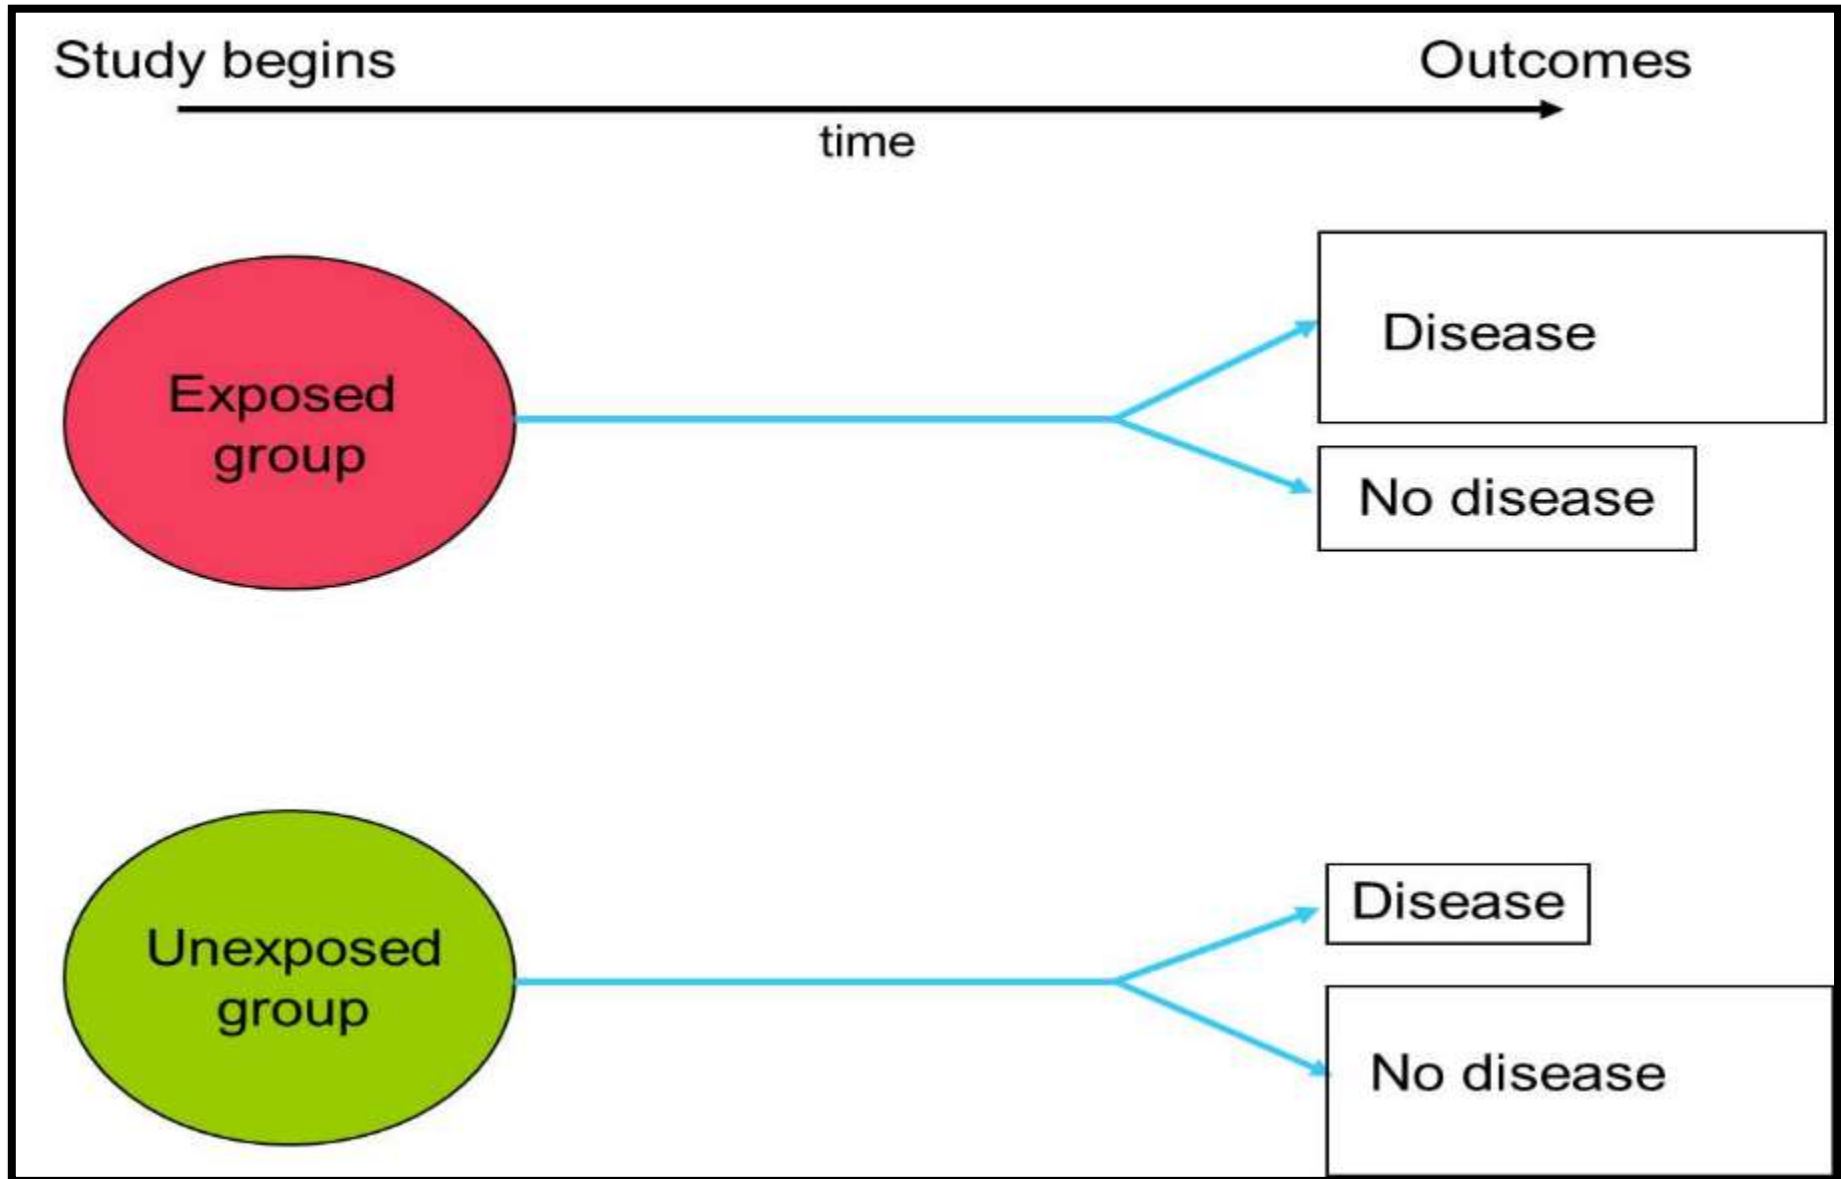 Study begins
Outcomes
time
Exposed
group
Disease
No disease
Unexposed
group
Disease
No disease